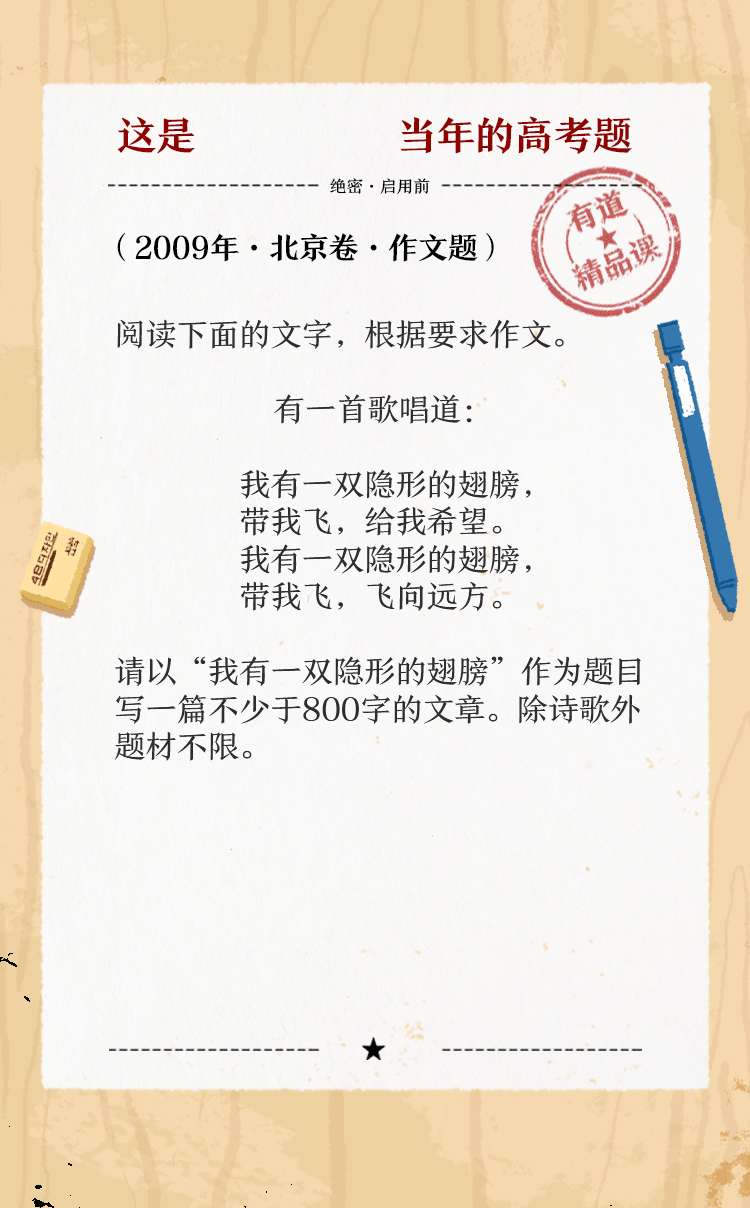 这是 当年的高考题
绝密·启用前
有道
精品课
（2009年·北京卷·作文题）
阅读下面的文字，根据要求作文。
有一首歌唱道：
我有一双隐形的翅膀，
带我飞，给我希望。
我有一双隐形的翅膀，
带我飞，飞向远方。
请以“我有一双隐形的翅膀”作为题目
写一篇不少于800字的文章。除诗歌外
题材不限。